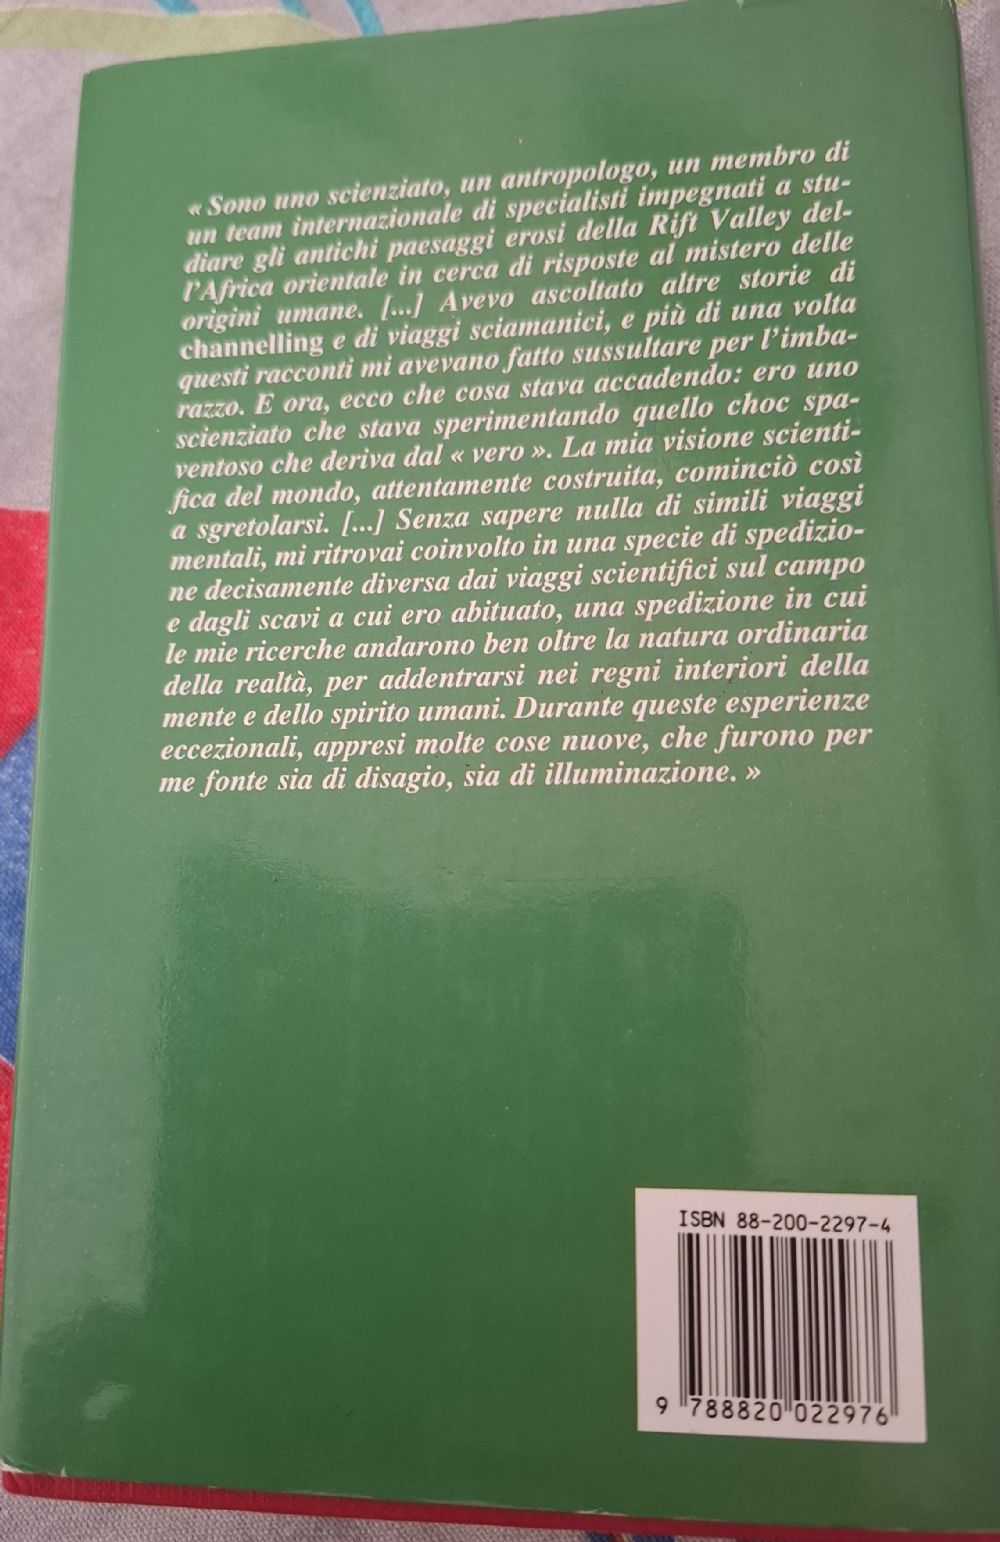 « Sono uno scienziato, un antropologo, un membro di
un team internazionale di specialisti impegnati a stu-
diare gli antichi paesaggi erosi della Rift Valley del-
l'Africa orientale in cerca di risposte al mistero delle
origini umane. [...] Avevo ascoltato altre storie di
channelling e di viaggi sciamanici, e più di una volta
questi racconti mi avevano fatto sussultare per l'imba-
razzo. E ora, ecco che cosa stava accadendo: ero uno
scienziato che stava sperimentando quello choc spa-
ventoso che deriva dal « vero ». La mia visione scienti-
fica del mondo, attentamente costruita, cominciò così
a sgretolarsi. [...] Senza sapere nulla di simili viaggi
mentali, mi ritrovai coinvolto in una specie di spedizio-
ne decisamente diversa dai viaggi scientifici sul campo
e dagli scavi a cui ero abituato, una spedizione in cui
le mie ricerche andarono ben oltre la natura ordinaria
della realtà, per addentrarsi nei regni interiori della
mente e dello spirito umani. Durante queste esperienze
eccezionali, appresi molte cose nuove, che furono per
me fonte sia di disagio, sia di illuminazione. »
ISBN 88-200-2297-4
9 788820 022976